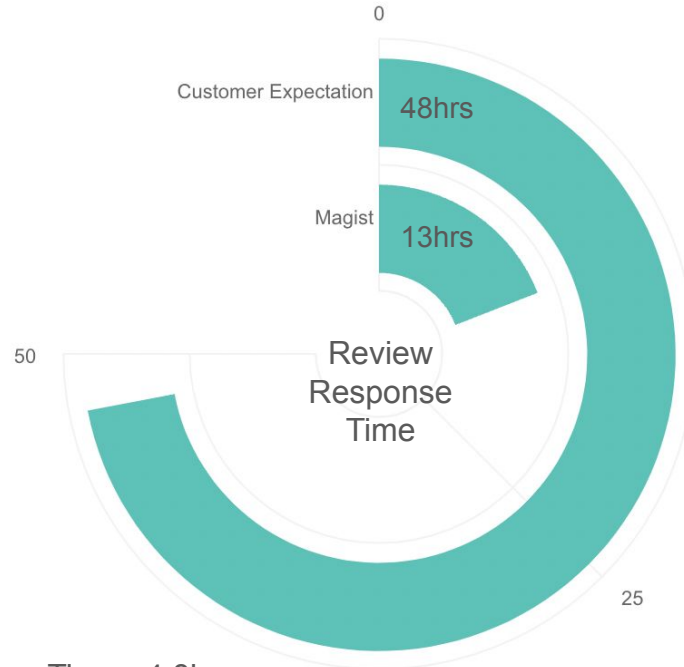 0
Customer Expectation
48hrs
Magist
13hrs
50
Review
Response
Time
25